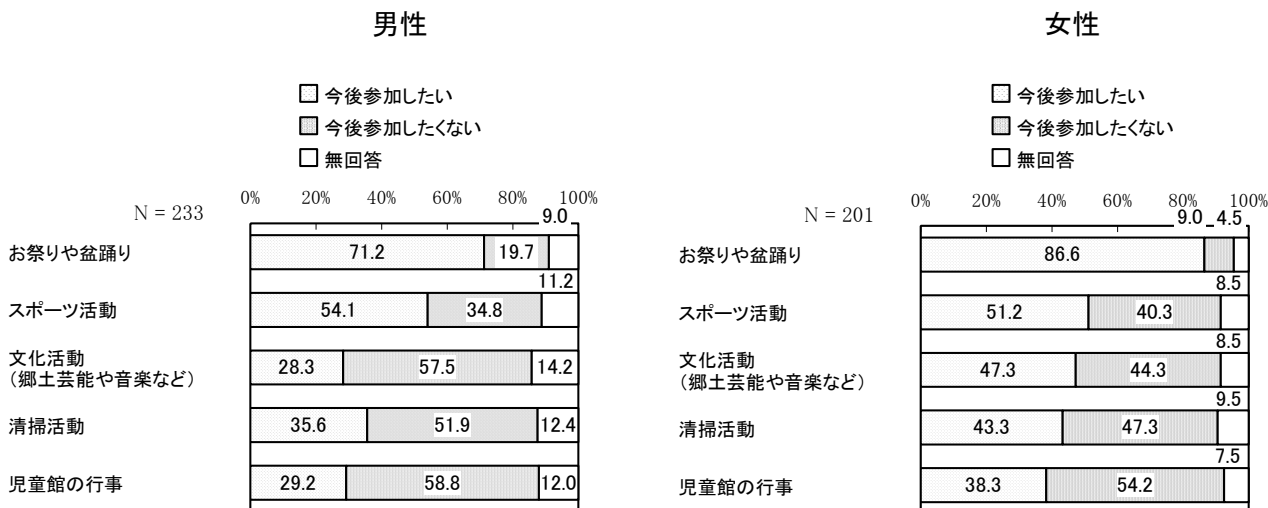 男性
今後参加したい
今後参加したくない
無回答
N = 233
0% 20% 40% 60% 80% 100%
9.0
お祭りや盆踊り 71.2 19.7
11.2
スポーツ活動 54.1 34.8
文化活動
（郷土芸能や音楽など） 28.3 57.5 14.2
清掃活動 35.6 51.9 12.4
児童館の行事 29.2 58.8 12.0
女性
今後参加したい
今後参加したくない
無回答
N = 201
0% 20% 40% 60% 80% 100%
9.0 4.5
お祭りや盆踊り 86.6
8.5
スポーツ活動 51.2 40.3
8.5
文化活動
（郷土芸能や音楽など） 47.3 44.3
9.5
清掃活動 43.3 47.3
7.5
児童館の行事 38.3 54.2